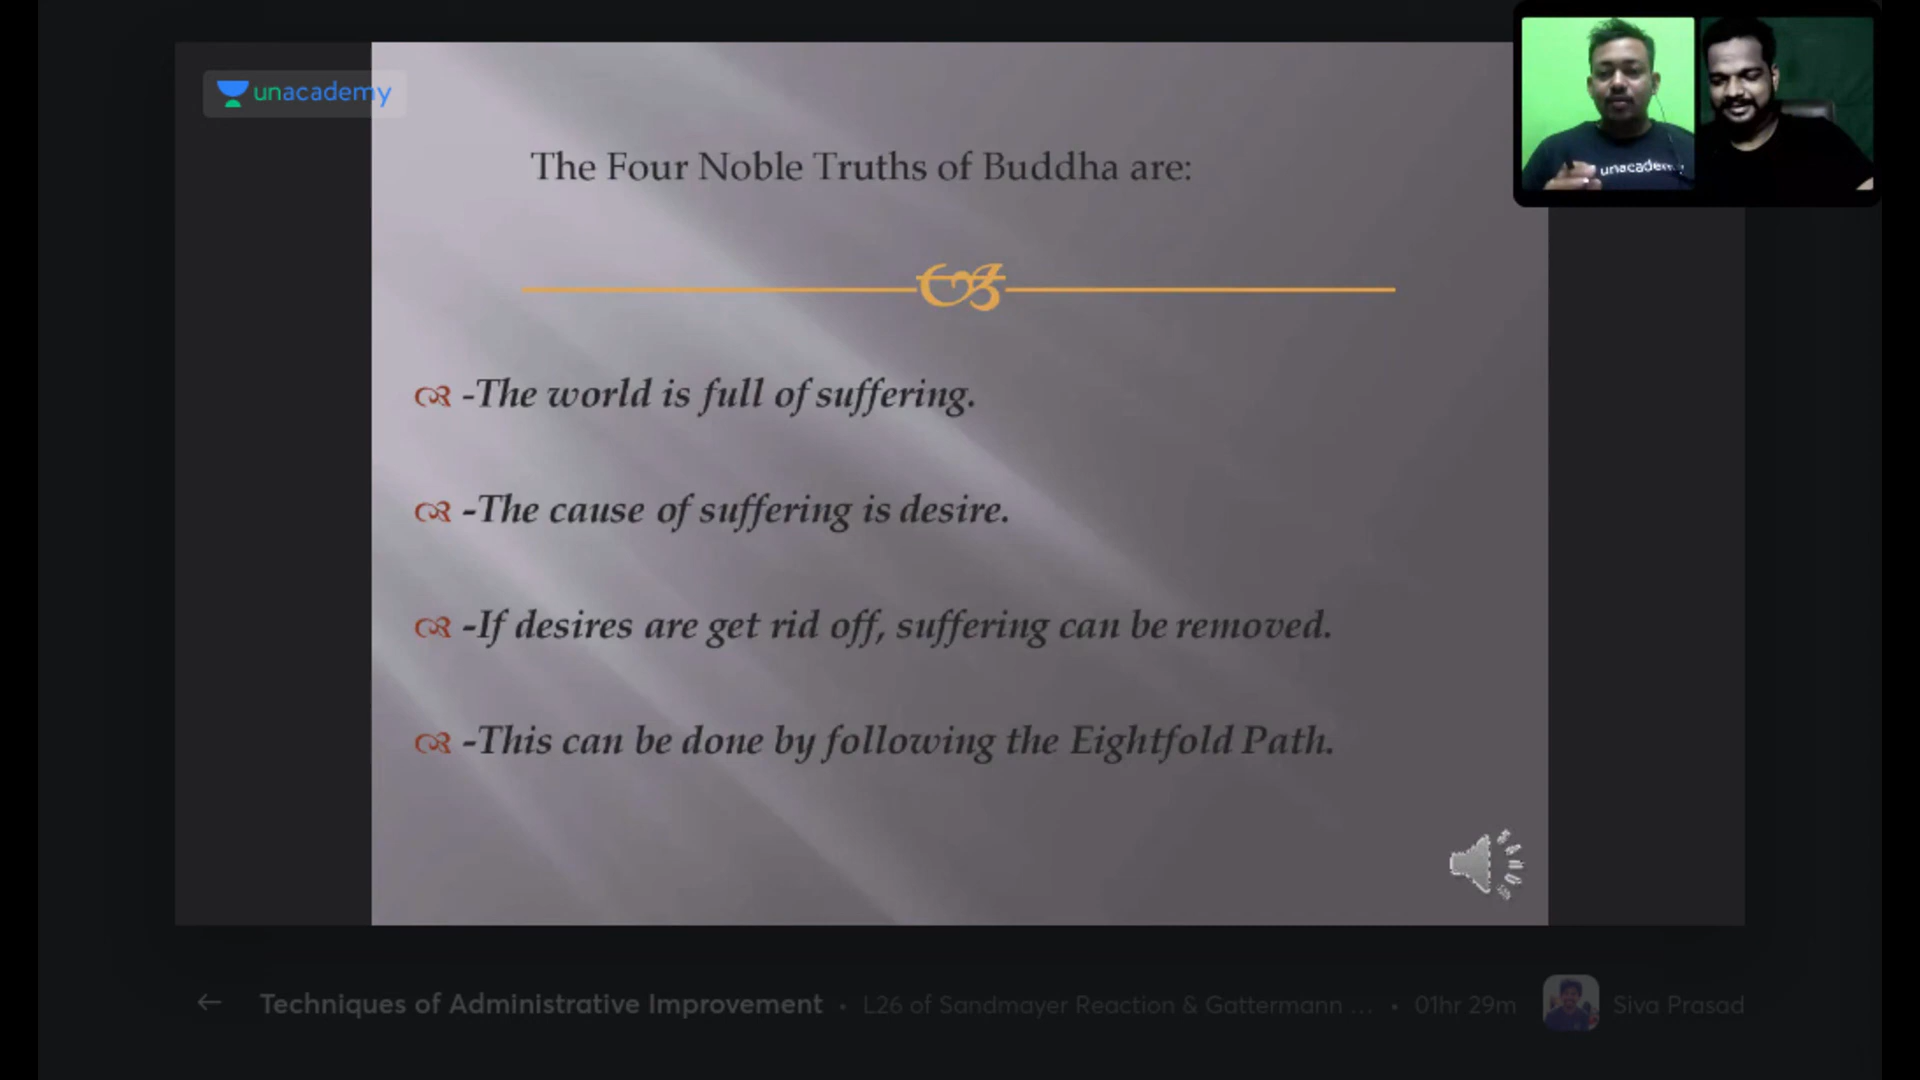 unacademy
The Four Noble Truths of Buddha are:
-The world is full of suffering.
-The cause of suffering is desire.
-If desires are get rid off, suffering can be removed.
-This can be done by following the Eightfold Path.
Techniques of Administrative Improvement • L26 of Sandmayer Reaction & Gattermann ... • 01hr 29m Siva Prasad